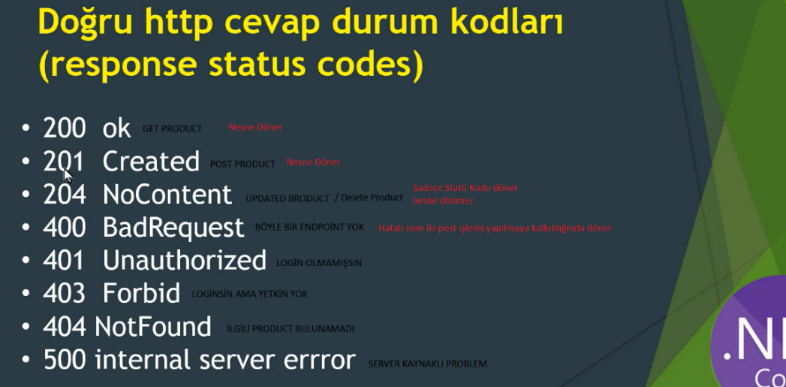 Doğru http cevap durum kodları
(response status codes)
• 200 ok GET PRODUCT Nesne Döner
• 201 Created POST PRODUCT Nesne Döner
• 204 NoContent UPDATED BRODUCT / Delete Product Sadece Statü Kodu döner
nesne dönmez
• 400 BadRequest BÖYLE BİR ENDPOİNT YOK Hatalı Json ile post işlemi yapılmaya kalkıldığında döner
• 401 Unauthorized LOGİN OLMAMIŞSIN
• 403 Forbid LOGİNSİN AMA YETKİN YOK
• 404 NotFound İLGİLİ PRODUCT BULUNAMADI
• 500 internal server errror SERVER KAYNAKLI PROBLEM
.NE
Co